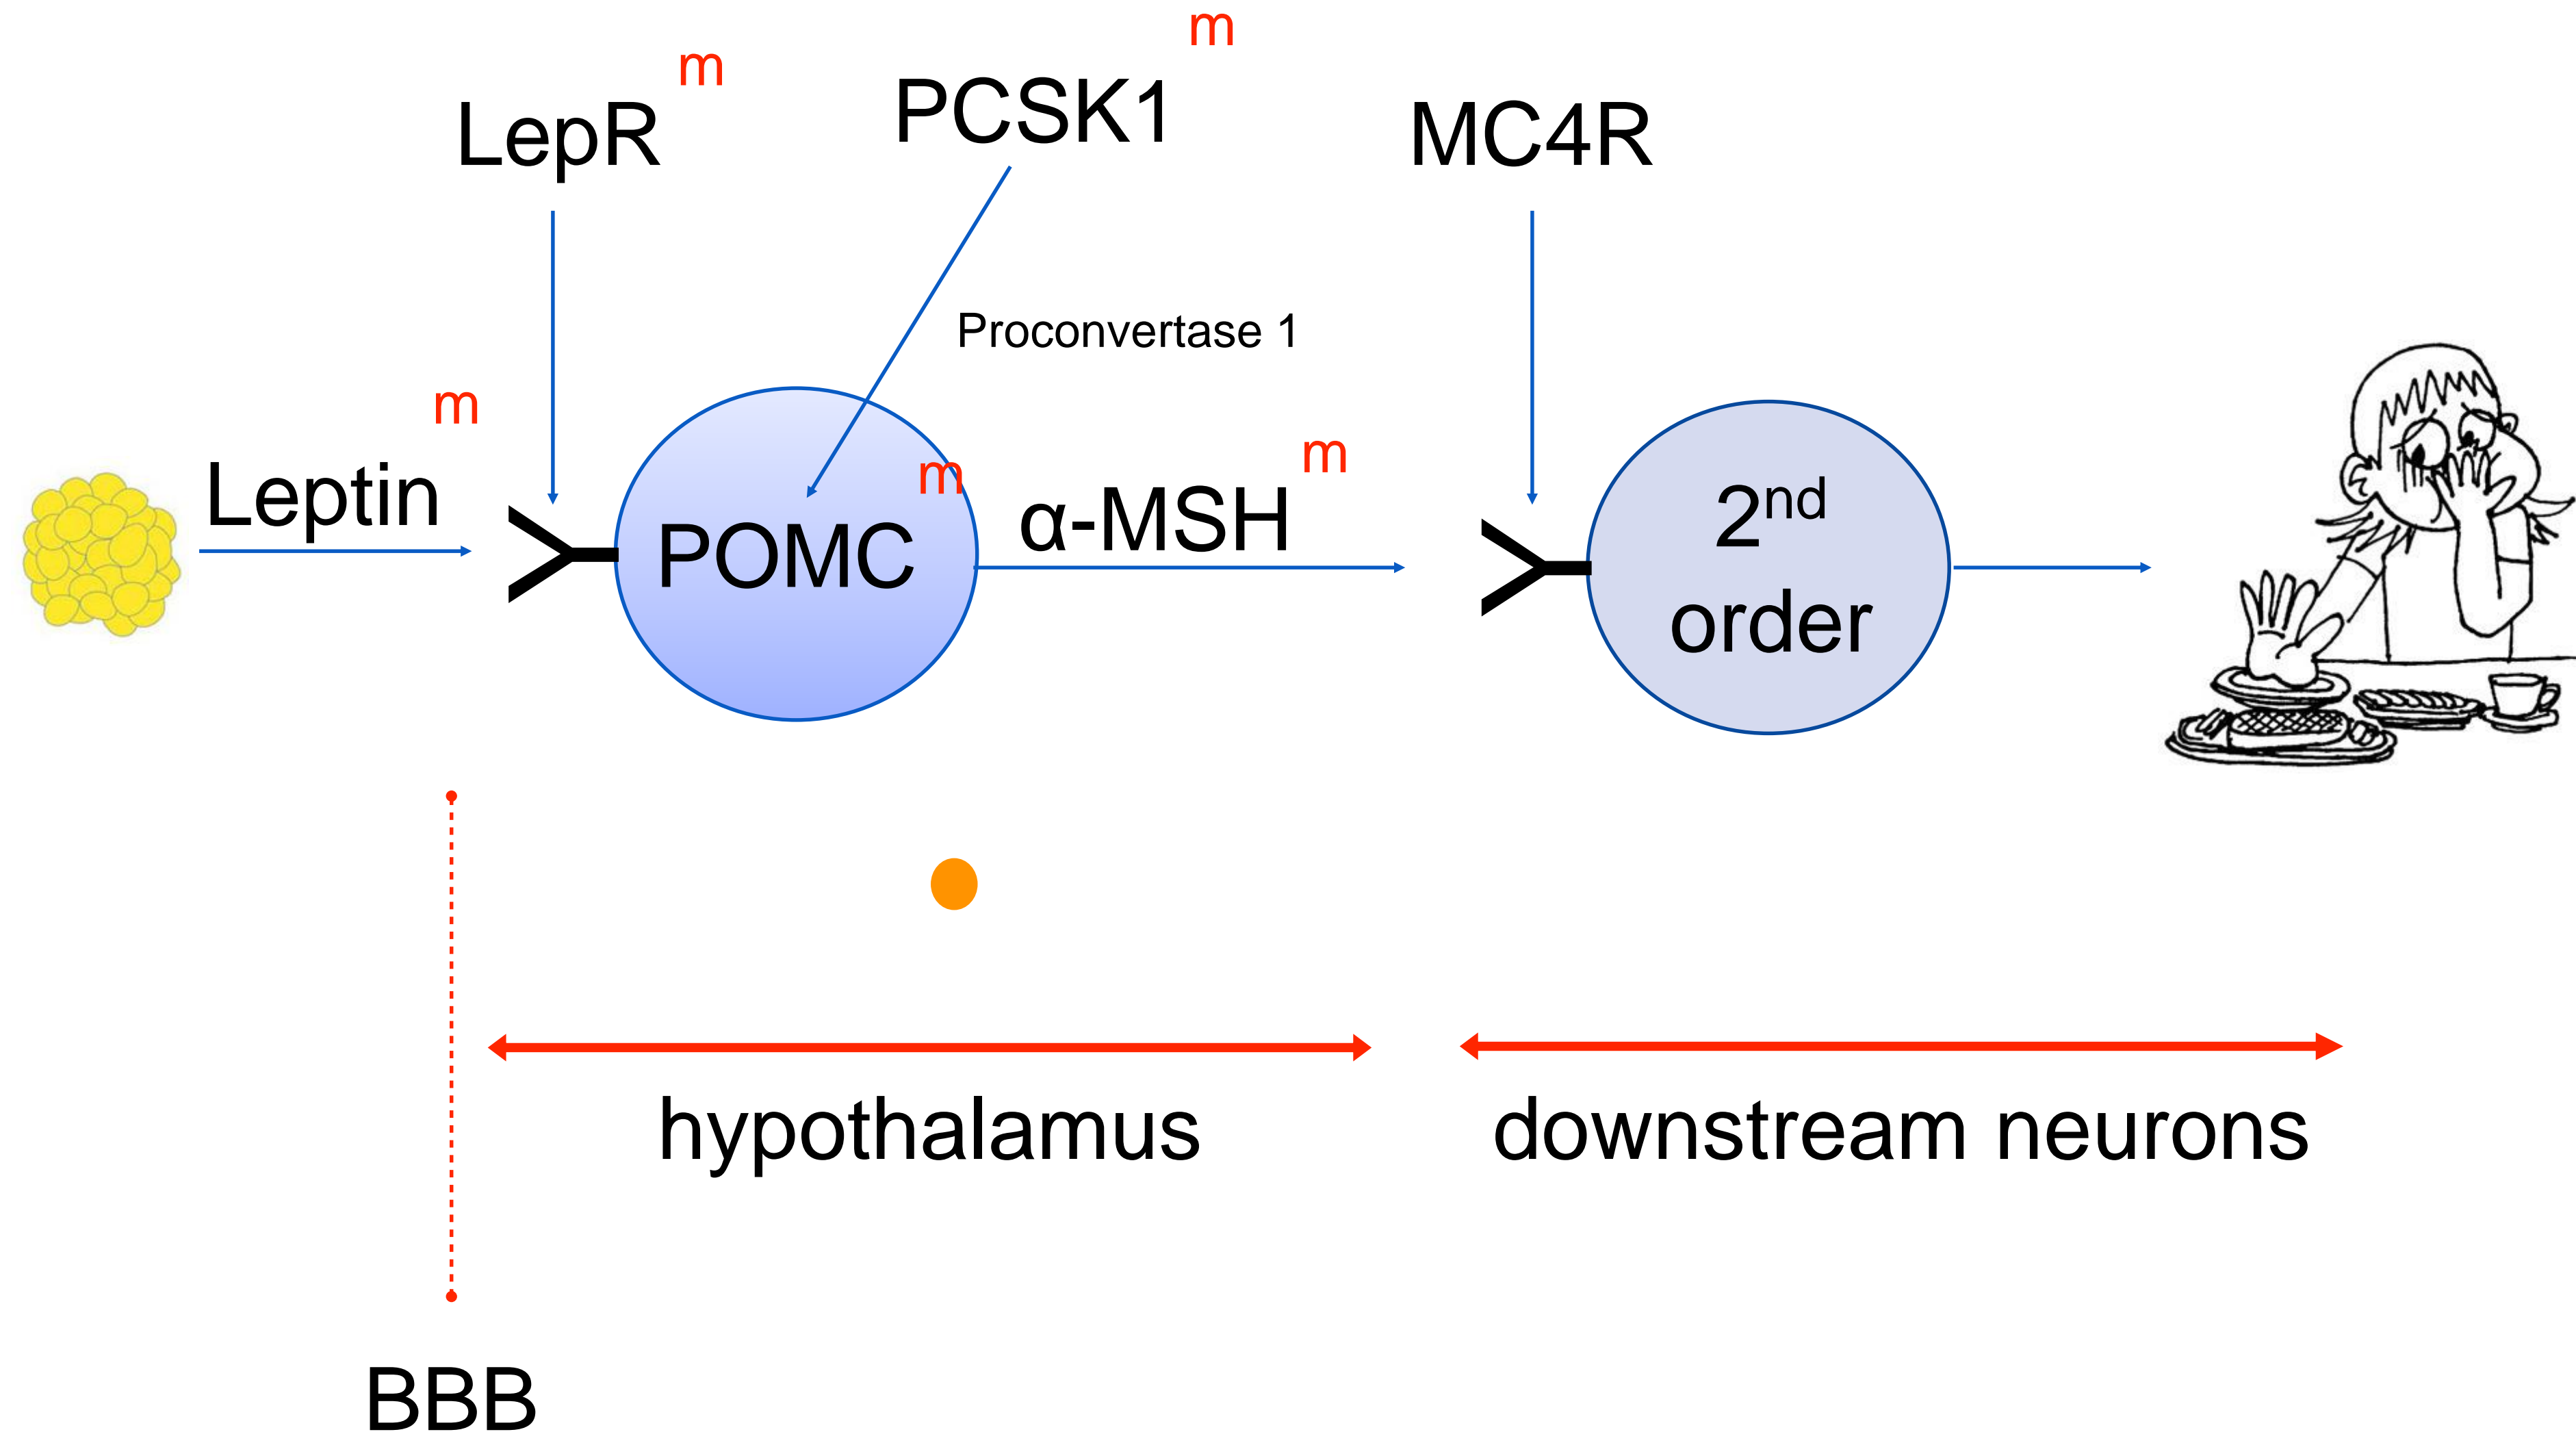 m
m
LepR
PCSK1
MC4R
Proconvertase 1
m
Leptin
m
m
POMC
α-MSH
2nd
order
hypothalamus
downstream neurons
BBB